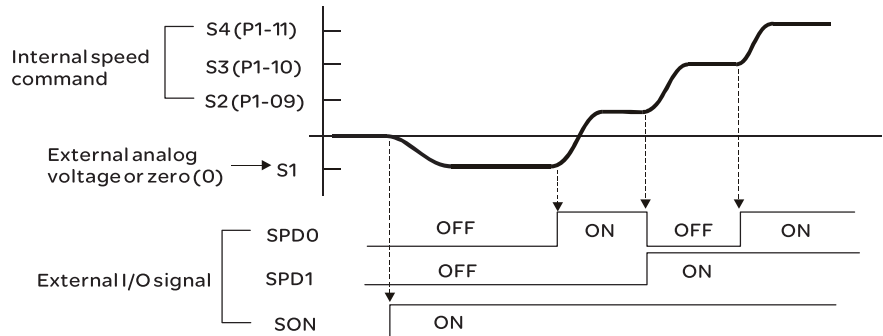 S4 (P1-11)
Internal speed
command
S3 (P1-10)
S2 (P1-09)
External analog
voltage or zero (0)
S1
SPD0
OFF
ON
OFF
ON
External I/O signal
SPD1
OFF
ON
SON
ON